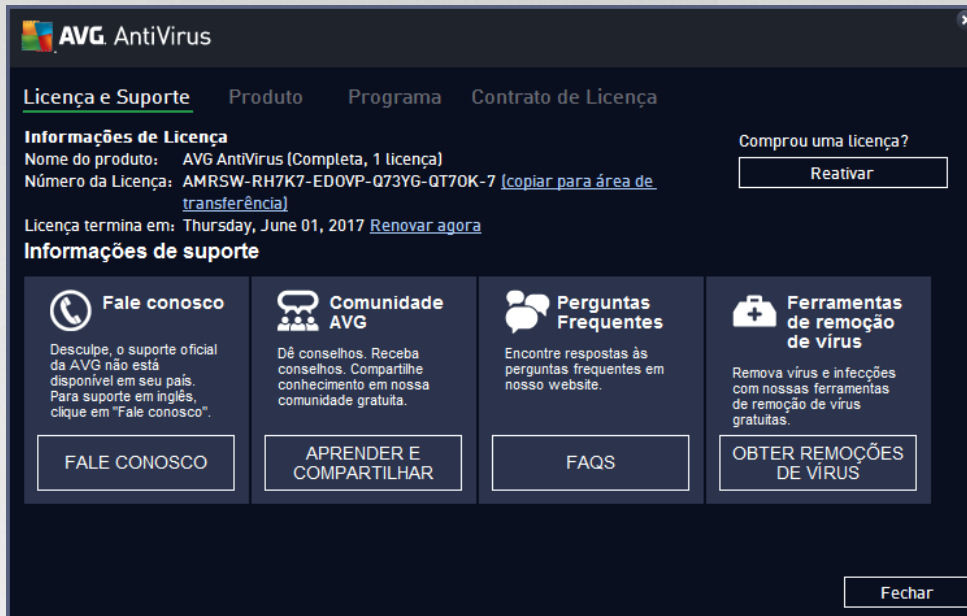 AVG. AntiVirus
Licença e Suporte Produto Programa Contrato de Licença
Informações de Licença
Nome do produto: AVG AntiVirus (Completa, 1 licença)
Número da Licença: AMRSW-RH7K7-EDOVP-Q73YG-QT7OK-7 (copiar para área de
transferência)
Licença termina em: Thursday, June 01, 2017 Renovar agora
Comprou uma licença?
Reativar
Informações de suporte
Fale conosco
Desculpe, o suporte oficial
da AVG não está
disponível em seu país.
Para suporte em inglês,
clique em "Fale conosco".
FALE CONOSCO
Comunidade
AVG
Dê conselhos. Receba
conselhos. Compartilhe
conhecimento em nossa
comunidade gratuita.
APRENDER E
COMPARTILHAR
Perguntas
Frequentes
Encontre respostas às
perguntas frequentes em
nosso website.
FAQS
Ferramentas
de remoção
de vírus
Remova vírus e infecções
com nossas ferramentas
de remoção de vírus
gratuitas.
OBTER REMOÇÕES
DE VÍRUS
Fechar